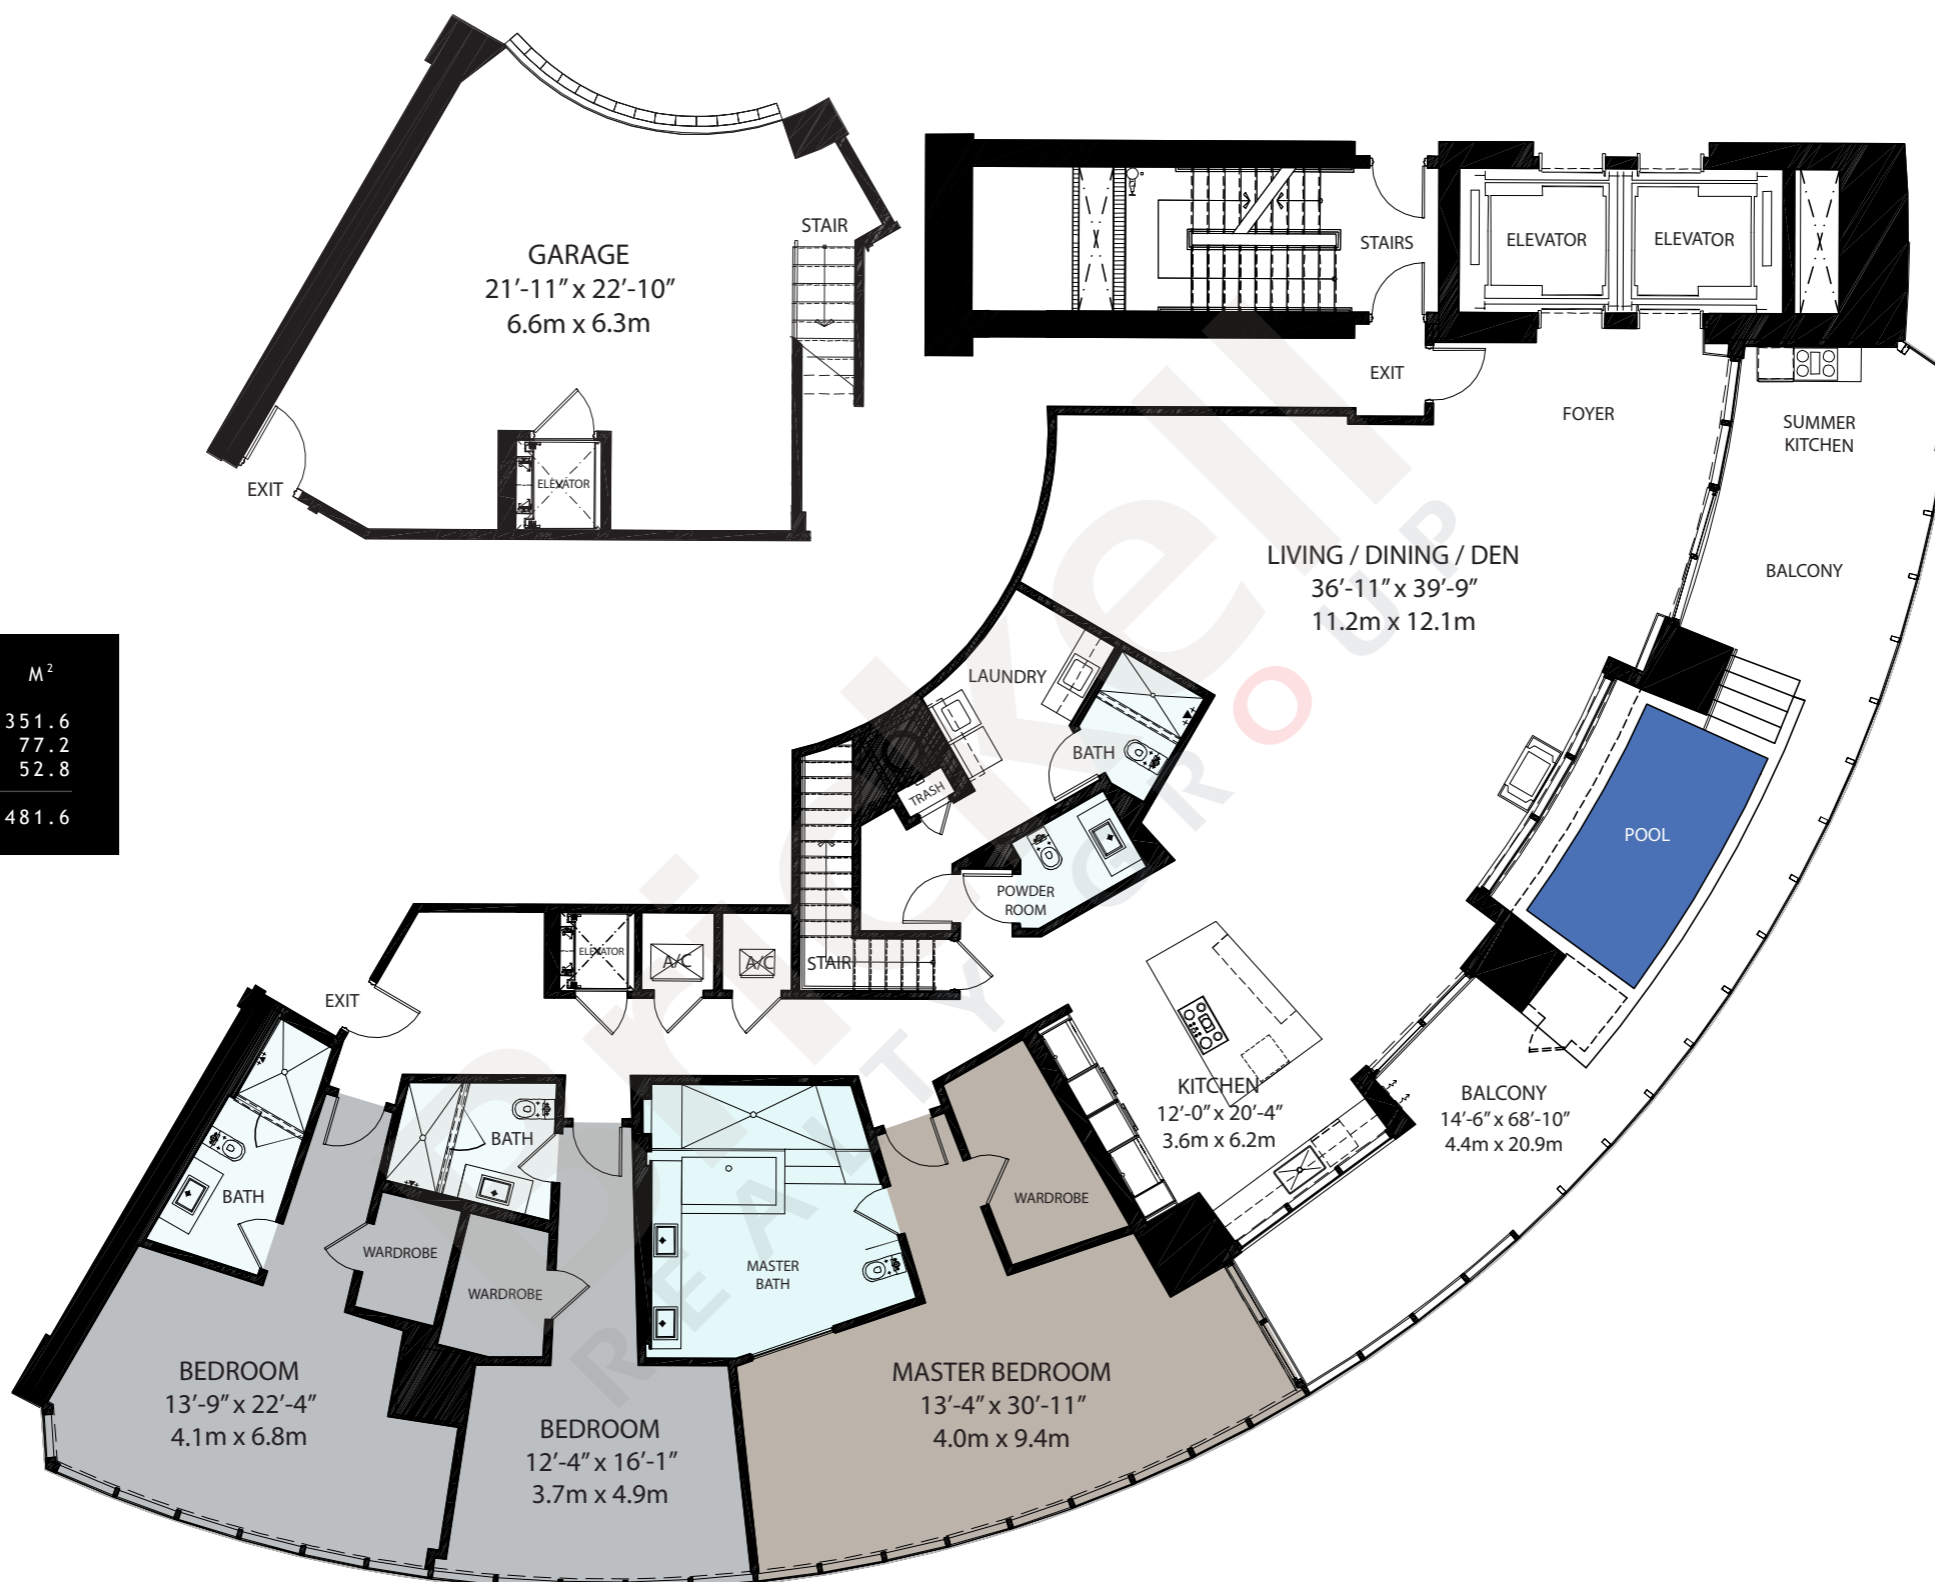 GARAGE
21'-11" x 22'-10"
6.6m x 6.3m
STAIR
EXIT
ELEVATOR
STAIRS
ELEVATOR
ELEVATOR
EXIT
FOYER
SUMMER
KITCHEN
BALCONY
LIVING / DINING / DEN
36'-11" x 39'-9"
11.2m x 12.1m
M²
351.6
77.2
52.8
481.6
LAUNDRY
BATH
TRASH
POWDER
ROOM
POOL
STAIR
ELEVATOR
A/C
A/C
EXIT
KITCHEN
12'-0" x 20'-4"
3.6m x 6.2m
BALCONY
14'-6" x 68'-10"
4.4m x 20.9m
BATH
BATH
WARDROBE
WARDROBE
WARDROBE
MASTER
BATH
BEDROOM
13'-9" x 22'-4"
4.1m x 6.8m
BEDROOM
12'-4" x 16'-1"
3.7m x 4.9m
MASTER BEDROOM
13'-4" x 30'-11"
4.0m x 9.4m
Brickell
REALTY GROUP